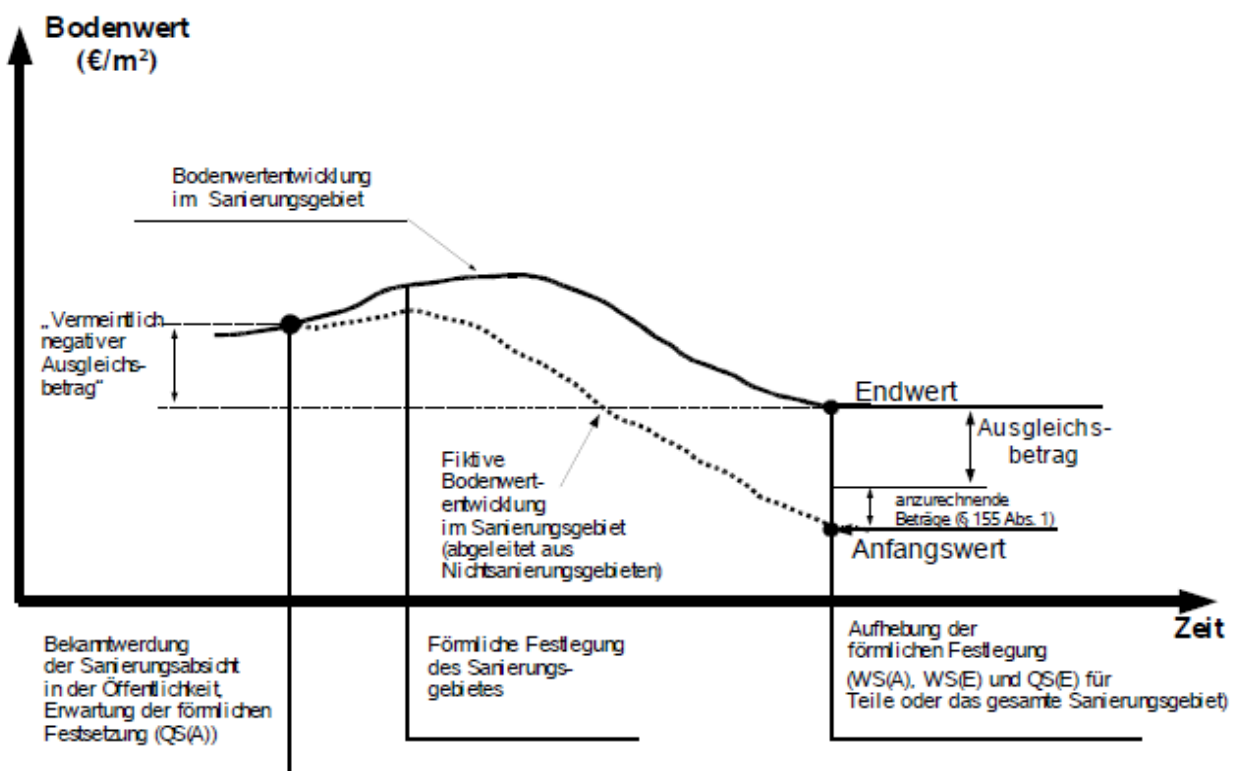 Bodenwert
(€/m²)
Bodenwertentwicklung
im Sanierungsgebiet
„Vermeintlich
negativer
Ausgleichs-
betrag“
Endwert
Ausgleichs-
betrag
Fiktive
Bodenwert-
entwicklung
im Sanierungsgebiet
(abgeleitet aus
Nichtsanierungsgebieten)
anzurechnende
Beträge (§ 155 Abs. 1)
Anfangswert
Zeit
Bekanntwerdung
der Sanierungsabsicht
in der Öffentlichkeit,
Erwartung der förmlichen
Festsetzung (QS(A))
Förmliche Festlegung
des Sanierungs-
gebietes
Aufhebung der
förmlichen Festlegung
(WS(A), WS(E) und QS(E) für
Teile oder das gesamte Sanierungsgebiet)